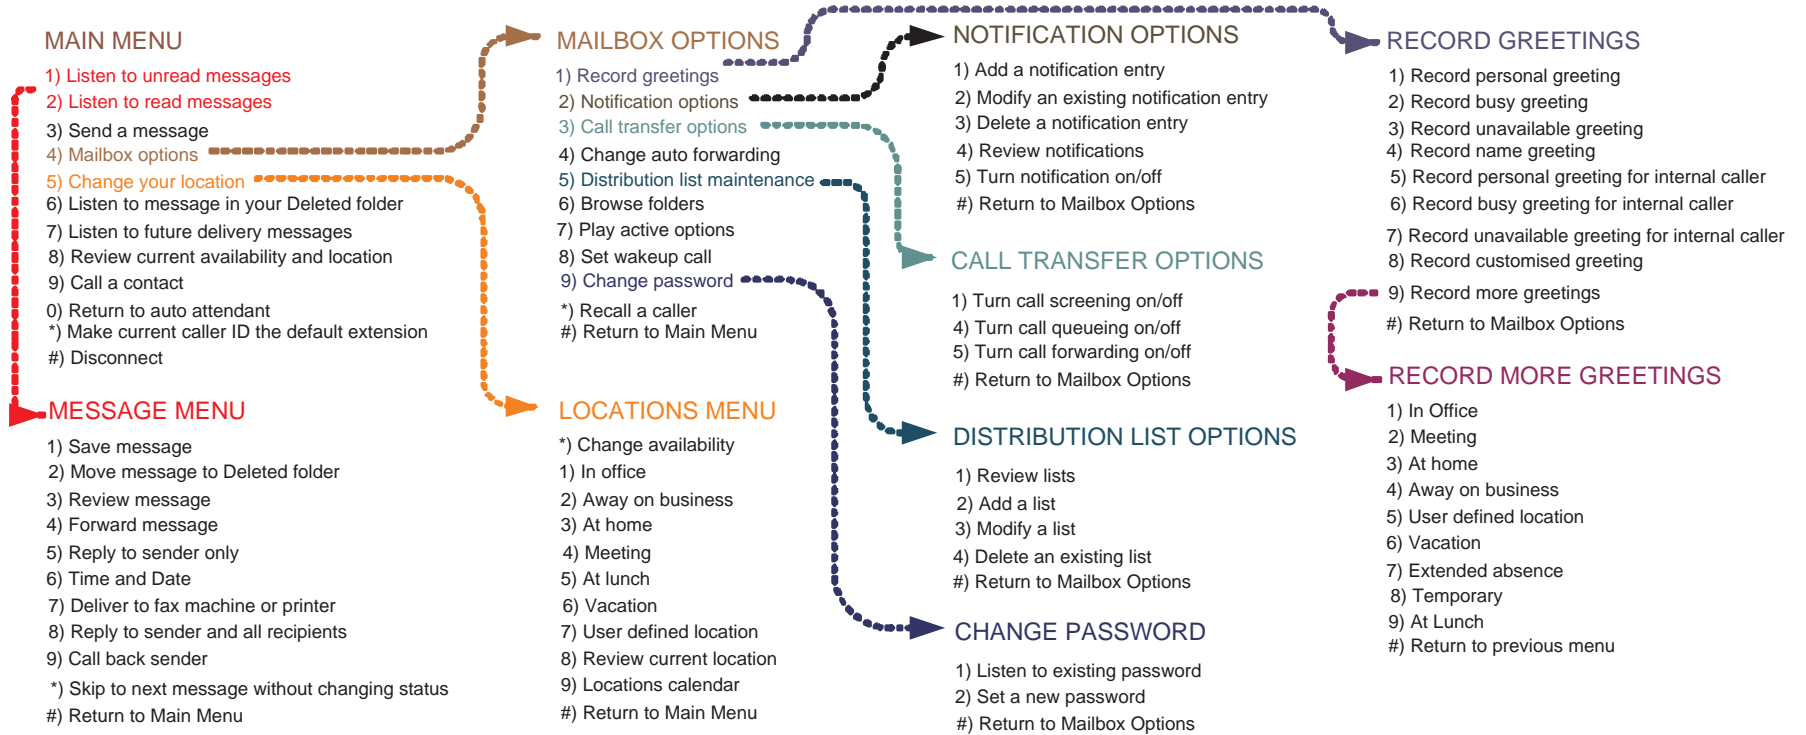 MAIN MENU
1) Listen to unread messages
2) Listen to read messages
3) Send a message
4) Mailbox options
5) Change your location
6) Listen to message in your Deleted folder
7) Listen to future delivery messages
8) Review current availability and location
9) Call a contact
0) Return to auto attendant
*) Make current caller ID the default extension
#) Disconnect
MESSAGE MENU
1) Save message
2) Move message to Deleted folder
3) Review message
4) Forward message
5) Reply to sender only
6) Time and Date
7) Deliver to fax machine or printer
8) Reply to sender and all recipients
9) Call back sender
*) Skip to next message without changing status
#) Return to Main Menu
MAILBOX OPTIONS
1) Record greetings
2) Notification options
3) Call transfer options
4) Change auto forwarding
5) Distribution list maintenance
6) Browse folders
7) Play active options
8) Set wakeup call
9) Change password
*) Recall a caller
#) Return to Main Menu
LOCATIONS MENU
*) Change availability
1) In office
2) Away on business
3) At home
4) Meeting
5) At lunch
6) Vacation
7) User defined location
8) Review current location
9) Locations calendar
#) Return to Main Menu
NOTIFICATION OPTIONS
1) Add a notification entry
2) Modify an existing notification entry
3) Delete a notification entry
4) Review notifications
5) Turn notification on/off
#) Return to Mailbox Options
CALL TRANSFER OPTIONS
1) Turn call screening on/off
4) Turn call queueing on/off
5) Turn call forwarding on/off
#) Return to Mailbox Options
DISTRIBUTION LIST OPTIONS
1) Review lists
2) Add a list
3) Modify a list
4) Delete an existing list
#) Return to Mailbox Options
CHANGE PASSWORD
1) Listen to existing password
2) Set a new password
#) Return to Mailbox Options
RECORD GREETINGS
1) Record personal greeting
2) Record busy greeting
3) Record unavailable greeting
4) Record name greeting
5) Record personal greeting for internal caller
6) Record busy greeting for internal caller
7) Record unavailable greeting for internal caller
8) Record customised greeting
9) Record more greetings
#) Return to Mailbox Options
RECORD MORE GREETINGS
1) In Office
2) Meeting
3) At home
4) Away on business
5) User defined location
6) Vacation
7) Extended absence
8) Temporary
9) At Lunch
#) Return to previous menu